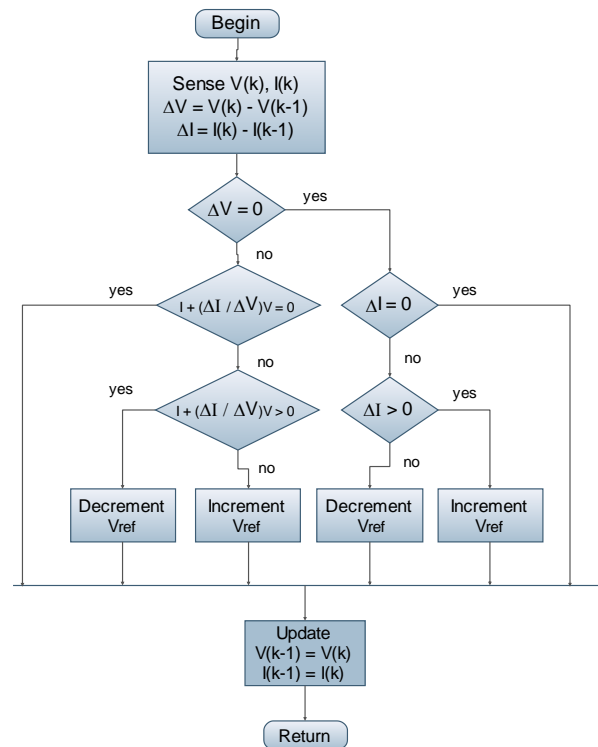 Begin
Sense V(k), I(k)
ΔV = V(k) - V(k-1)
ΔI = I(k) - I(k-1)
ΔV = 0
yes
no
yes
I + (ΔI / ΔV)V = 0
ΔI = 0
yes
no
no
yes
I + (ΔI / ΔV)V > 0
ΔI > 0
yes
no
no
Decrement
Vref
Increment
Vref
Decrement
Vref
Increment
Vref
Update
V(k-1) = V(k)
I(k-1) = I(k)
Return